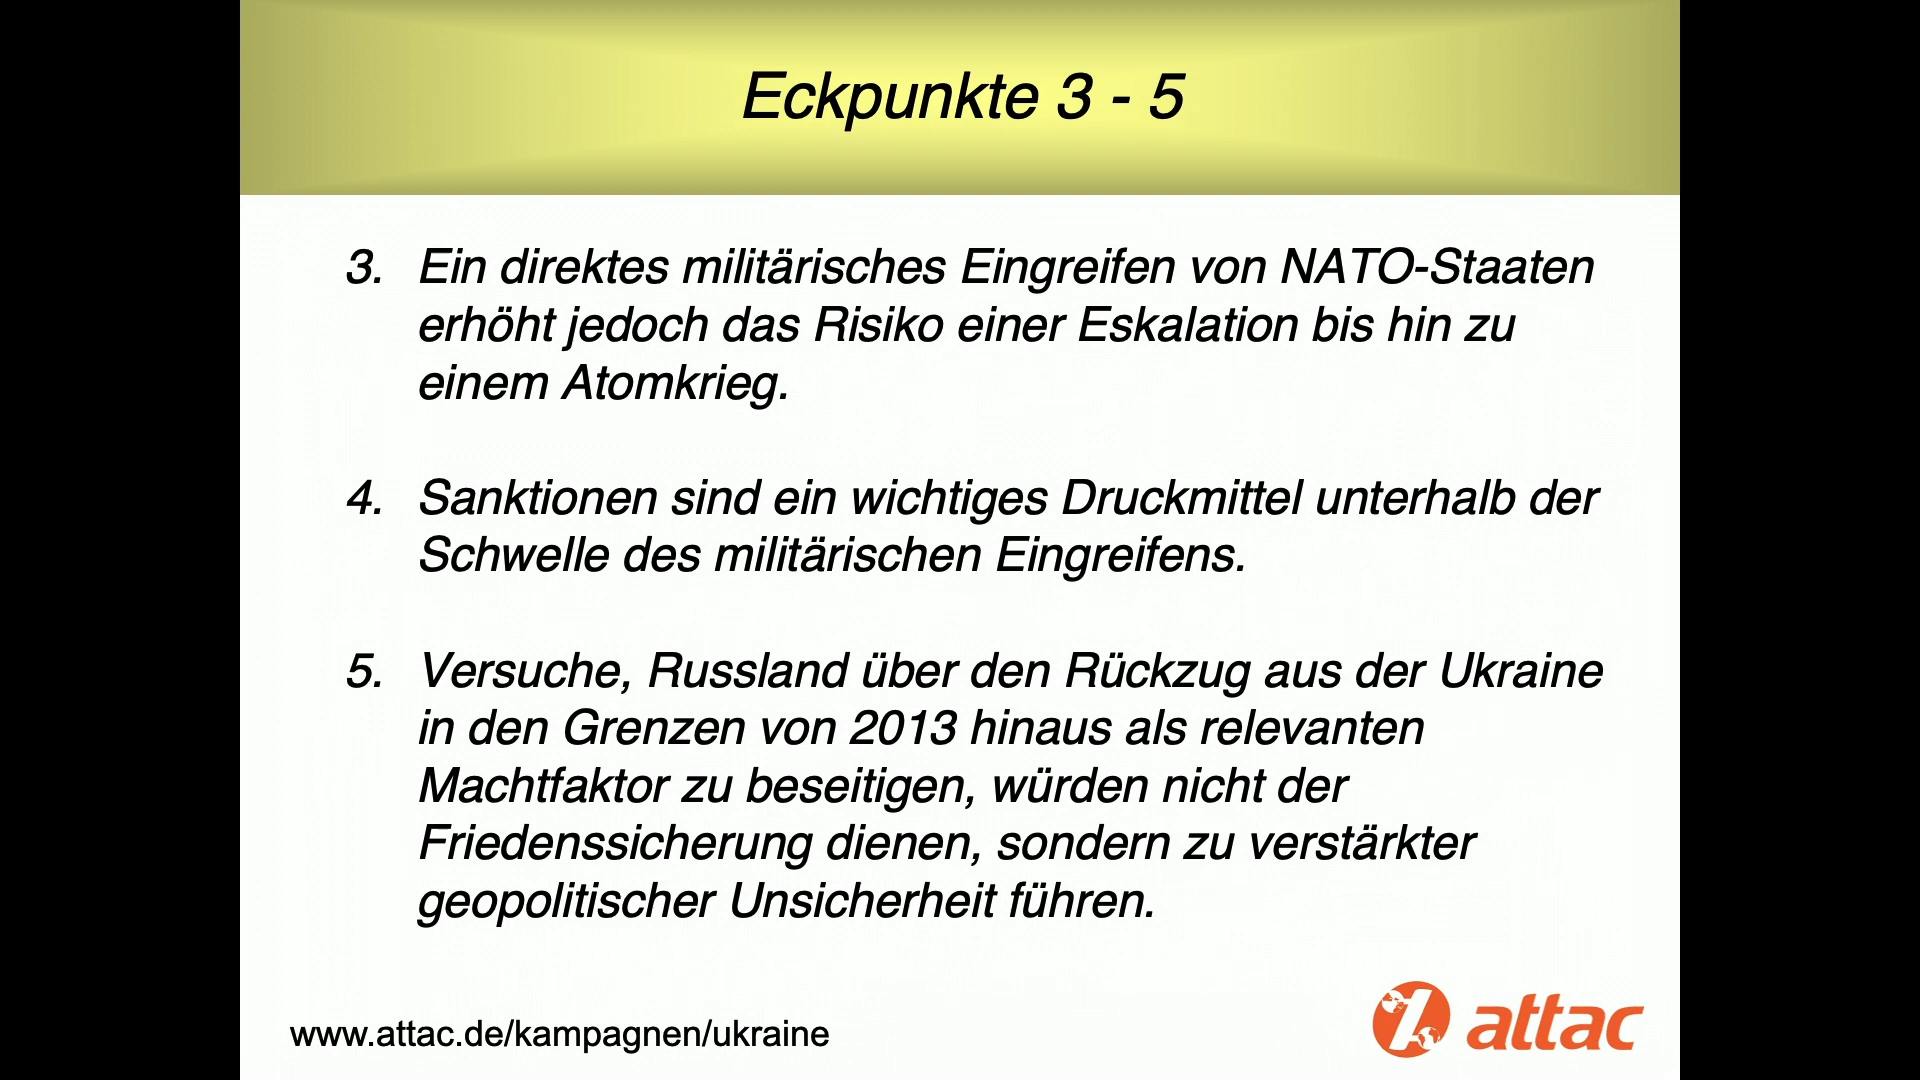 Eckpunkte 3 - 5
3. Ein direktes militärisches Eingreifen von NATO-Staaten
erhöht jedoch das Risiko einer Eskalation bis hin zu
einem Atomkrieg.
4. Sanktionen sind ein wichtiges Druckmittel unterhalb der
Schwelle des militärischen Eingreifens.
5. Versuche, Russland über den Rückzug aus der Ukraine
in den Grenzen von 2013 hinaus als relevanten
Machtfaktor zu beseitigen, würden nicht der
Friedenssicherung dienen, sondern zu verstärkter
geopolitischer Unsicherheit führen.
www.attac.de/kampagnen/ukraine
attac